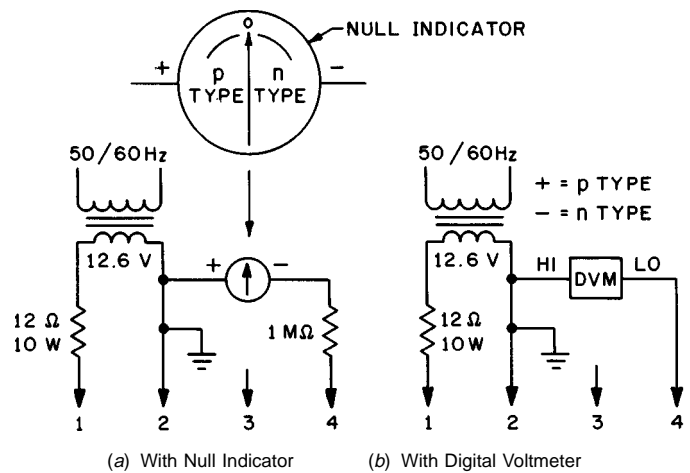 NULL INDICATOR
O
+ p TYPE n TYPE −
50/60Hz
12.6 V
12 Ω
10 W
+ −
1 MΩ
1 2 3 4
(a) With Null Indicator
50/60Hz
+ = p TYPE
− = n TYPE
12.6 V
HI DVM LO
12 Ω
10 W
1 2 3 4
(b) With Digital Voltmeter